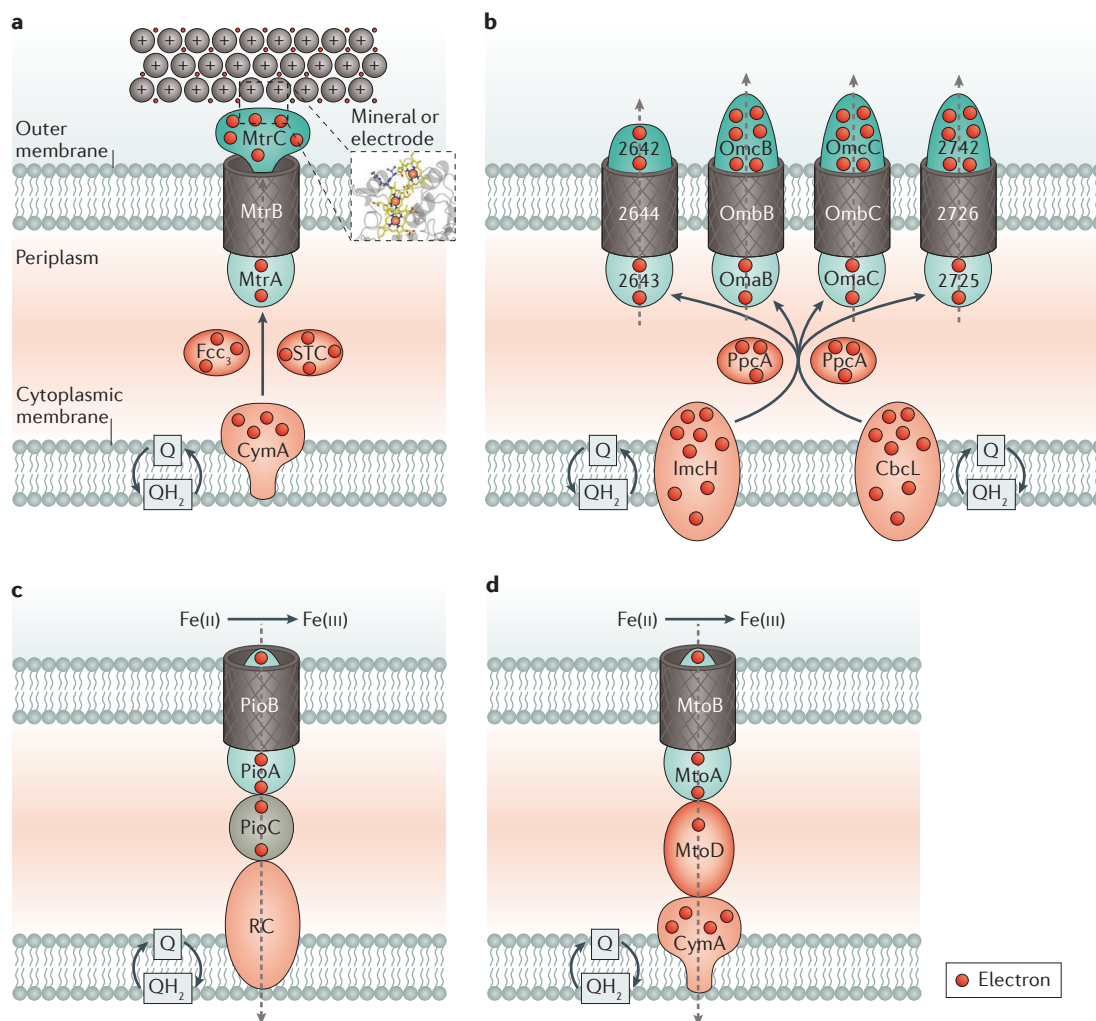 a
Mineral or
electrode
Outer
membrane
MtrC
MtrB
Periplasm
MtrA
Fcc3
STC
Cytoplasmic
membrane
CymA
Q
QH2
b
2642
OmcB
OmcC
2742
2644
OmbB
OmbC
2726
2643
OmaB
OmaC
2725
PpcA
PpcA
ImcH
CbcL
Q
QH2
Q
QH2
c
Fe(II)
Fe(III)
PioB
PioA
PioC
RC
Q
QH2
d
Fe(II)
Fe(III)
MtoB
MtoA
MtoD
CymA
Q
QH2
Electron